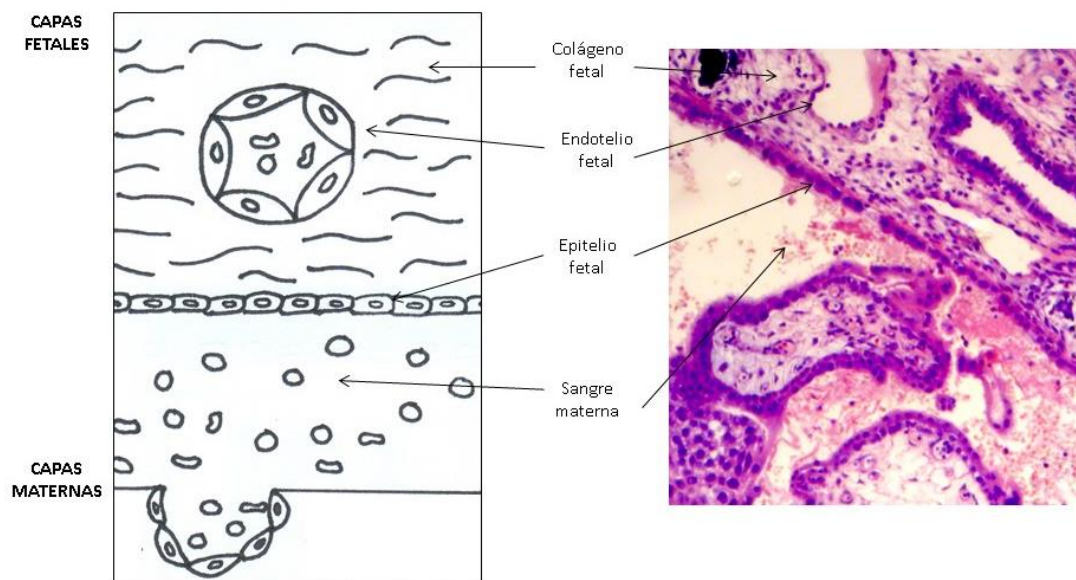 CAPAS
FETALES
Colágeno
fetal
Endotelio
fetal
Epitelio
fetal
Sangre
materna
CAPAS
MATERNAS